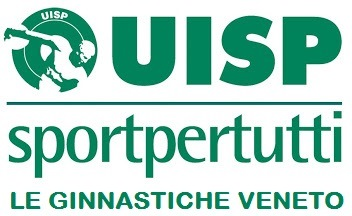 UISP
UISP
sportpertutti
LE GINNASTICHE VENETO